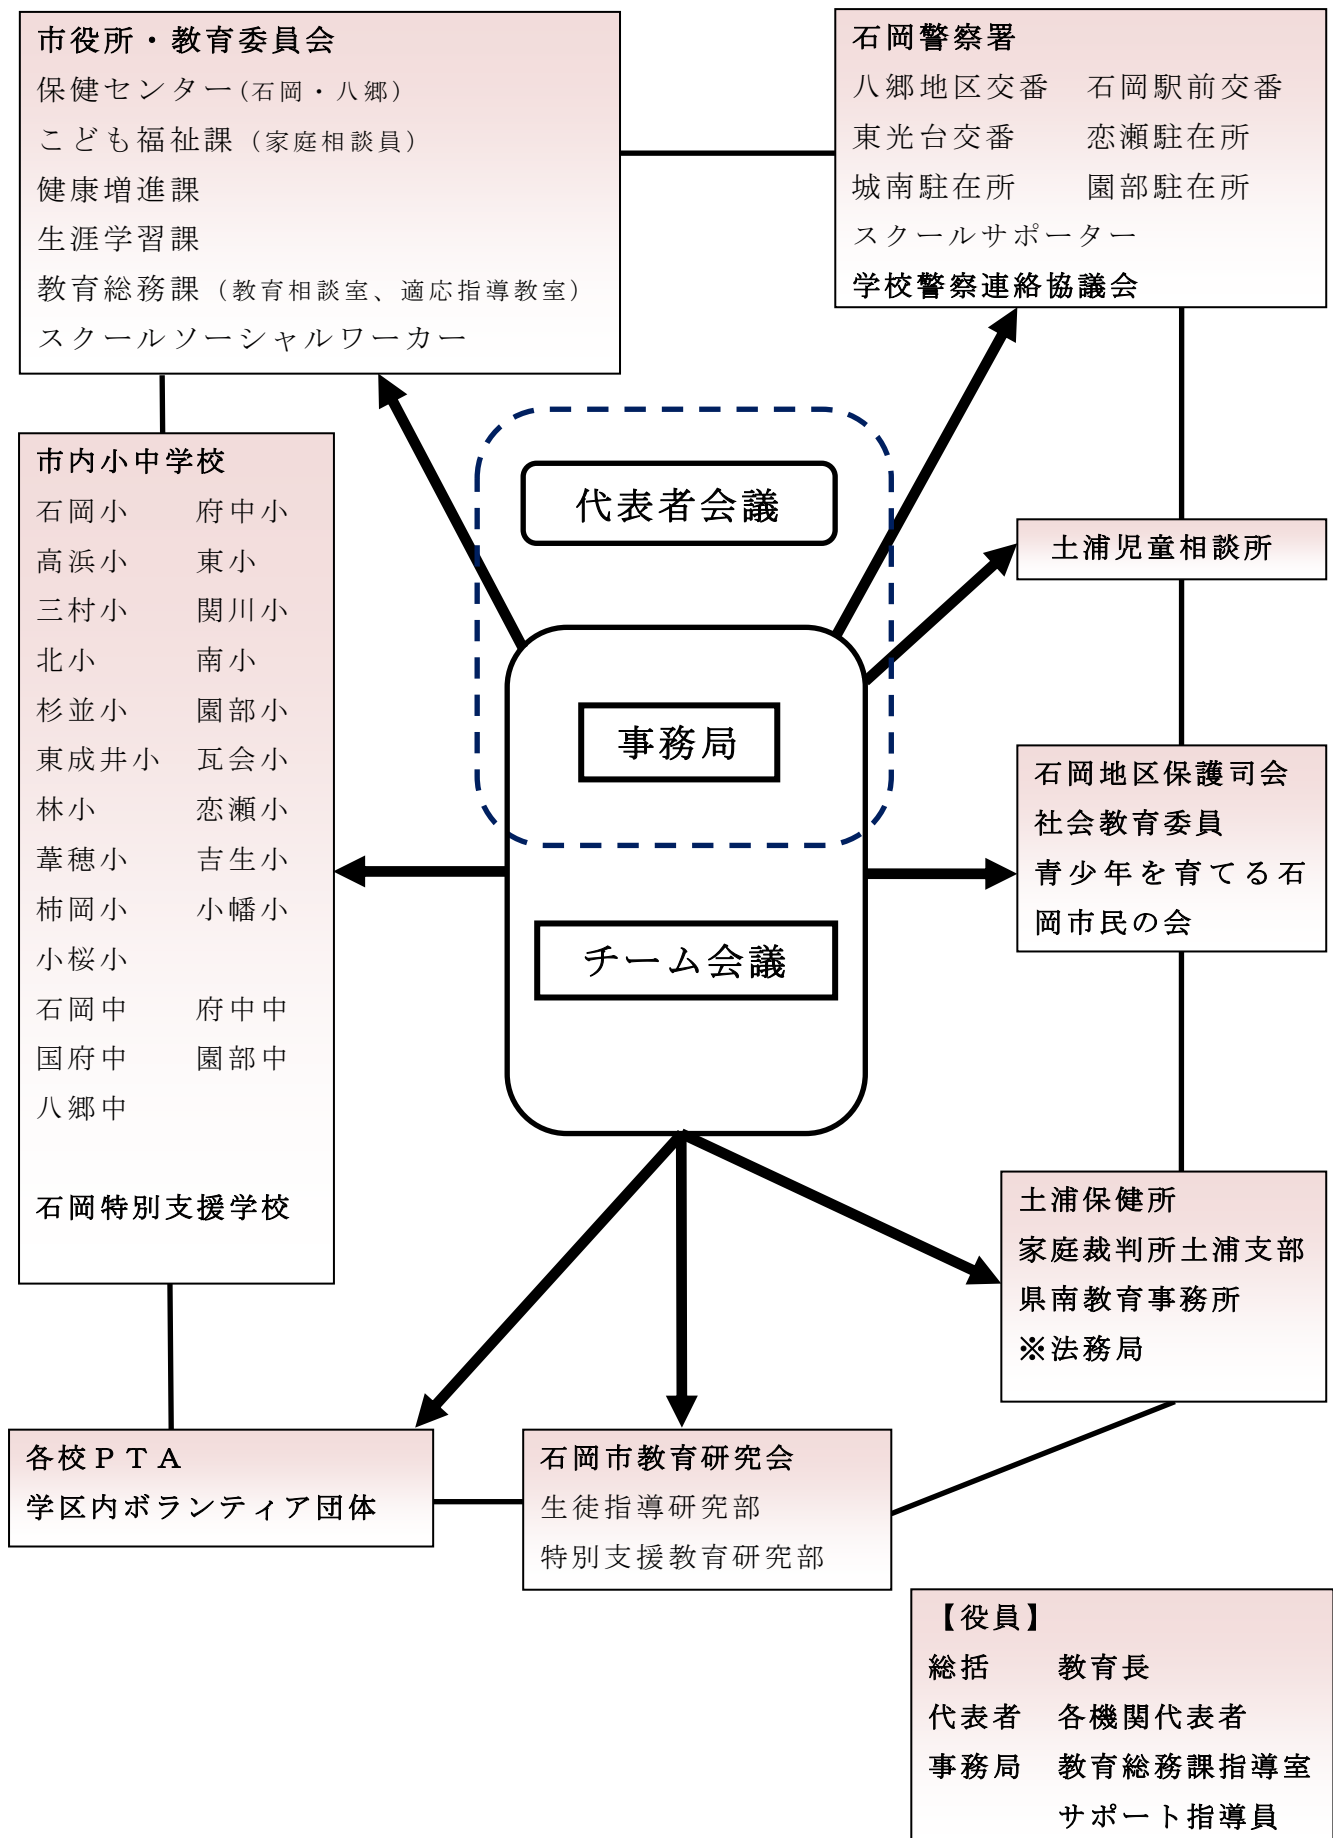 市役所・教育委員会
保健センター(石岡・八郷)
こども福祉課（家庭相談員）
健康増進課
生涯学習課
教育総務課（教育相談室、適応指導教室）
スクールソーシャルワーカー
石岡警察署
八郷地区交番　石岡駅前交番
東光台交番　恋瀬駐在所
城南駐在所　園部駐在所
スクールサポーター
学校警察連絡協議会
市内小中学校
石岡小　府中小
高浜小　東小
三村小　関川小
北小　南小
杉並小　園部小
東成井小　瓦会小
林小　恋瀬小
葦穂小　吉生小
柿岡小　小幡小
小桜小
石岡中　府中中
国府中　園部中
八郷中
石岡特別支援学校
代表者会議
事務局
チーム会議
土浦児童相談所
石岡地区保護司会
社会教育委員
青少年を育てる石
岡市民の会
土浦保健所
家庭裁判所土浦支部
県南教育事務所
※法務局
各校ＰＴＡ
学区内ボランティア団体
石岡市教育研究会
生徒指導研究部
特別支援教育研究部
【役員】
総括　教育長
代表者　各機関代表者
事務局　教育総務課指導室
サポート指導員